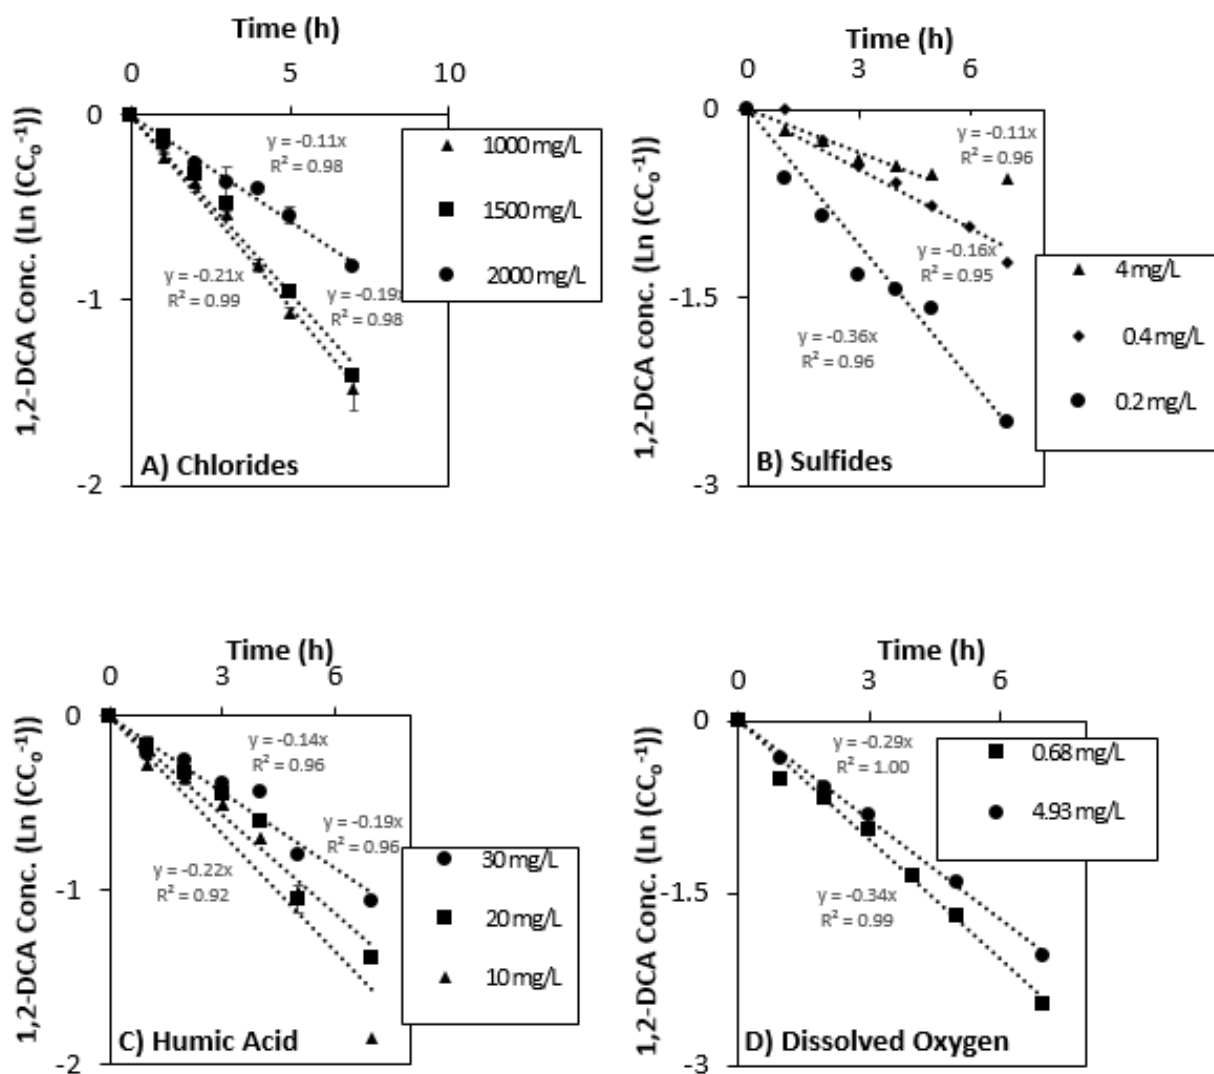 Time (h)
0 5 10
0
-1
-2
1,2-DCA Conc. (Ln (CCₒ⁻¹))
y = -0.11x
R² = 0.98
y = -0.21x
R² = 0.99
y = -0.19x
R² = 0.98
1000 mg/L
1500 mg/L
2000 mg/L
A) Chlorides
Time (h)
0 3 6
0
-1.5
-3
1,2-DCA conc. (Ln (CCₒ⁻¹))
y = -0.11x
R² = 0.96
y = -0.16x
R² = 0.95
y = -0.36x
R² = 0.96
4 mg/L
0.4 mg/L
0.2 mg/L
B) Sulfides
Time (h)
0 3 6
0
-1
-2
1,2-DCA Conc. (Ln (CCₒ⁻¹))
y = -0.14x
R² = 0.96
y = -0.19x
R² = 0.96
y = -0.22x
R² = 0.92
30 mg/L
20 mg/L
10 mg/L
C) Humic Acid
Time (h)
0 3 6
0
-1.5
-3
1,2-DCA Conc. (Ln (CCₒ⁻¹))
y = -0.29x
R² = 1.00
y = -0.34x
R² = 0.99
0.68 mg/L
4.93 mg/L
D) Dissolved Oxygen